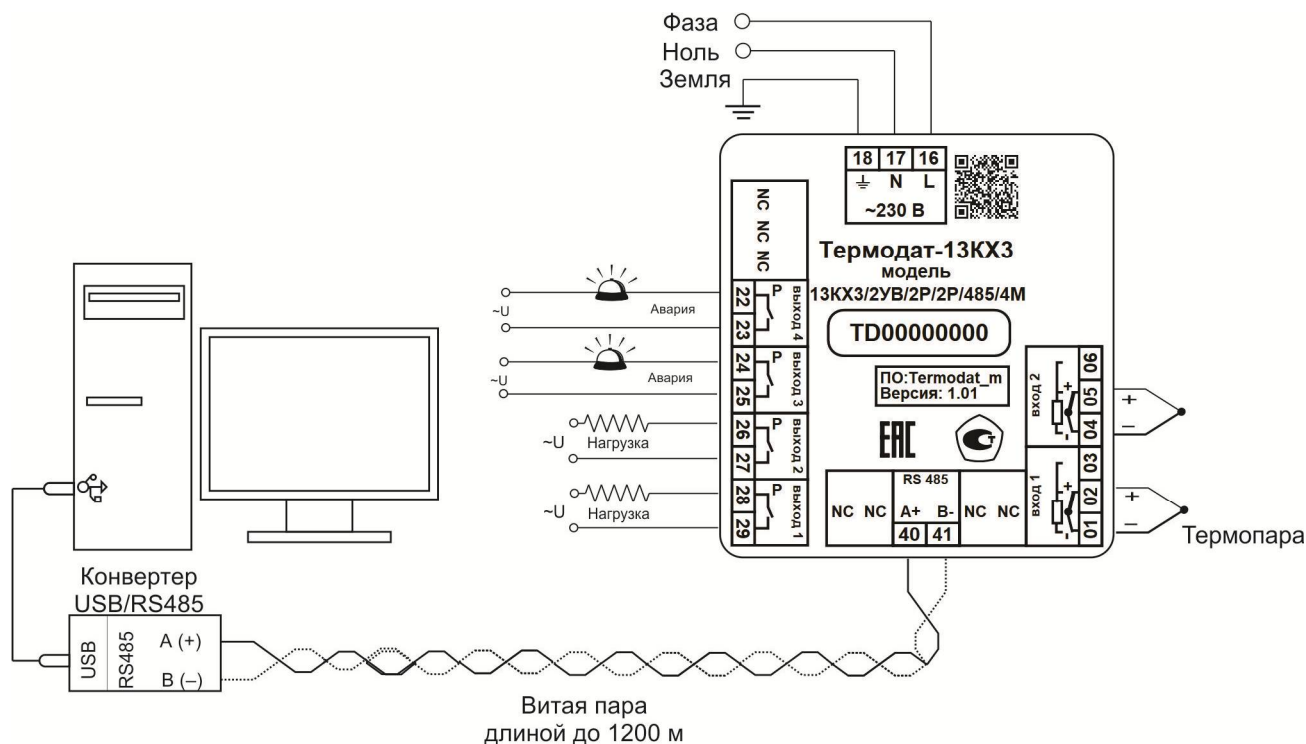 Фаза
Ноль
Земля
18 17 16
N L
~230 В
NC NC NC
Термодат-13КХ3
модель
13КХ3/2УВ/2Р/2Р/485/4М
TD00000000
ПО:Termodat_m
Версия: 1.01
ЕАС
Ст
22 23
Р
выход 4
~U
Авария
24 25
Р
выход 3
~U
Авария
26 27
Р
выход 2
~U
Нагрузка
28 29
Р
выход 1
~U
Нагрузка
вход 2
+
-
04 05 06
+
–
вход 1
+
-
01 02 03
+
–
Термопара
RS 485
NC NC A+ B- NC NC
40 41
Конвертер
USB/RS485
USB
RS485
A (+)
B (–)
Витая пара
длиной до 1200 м